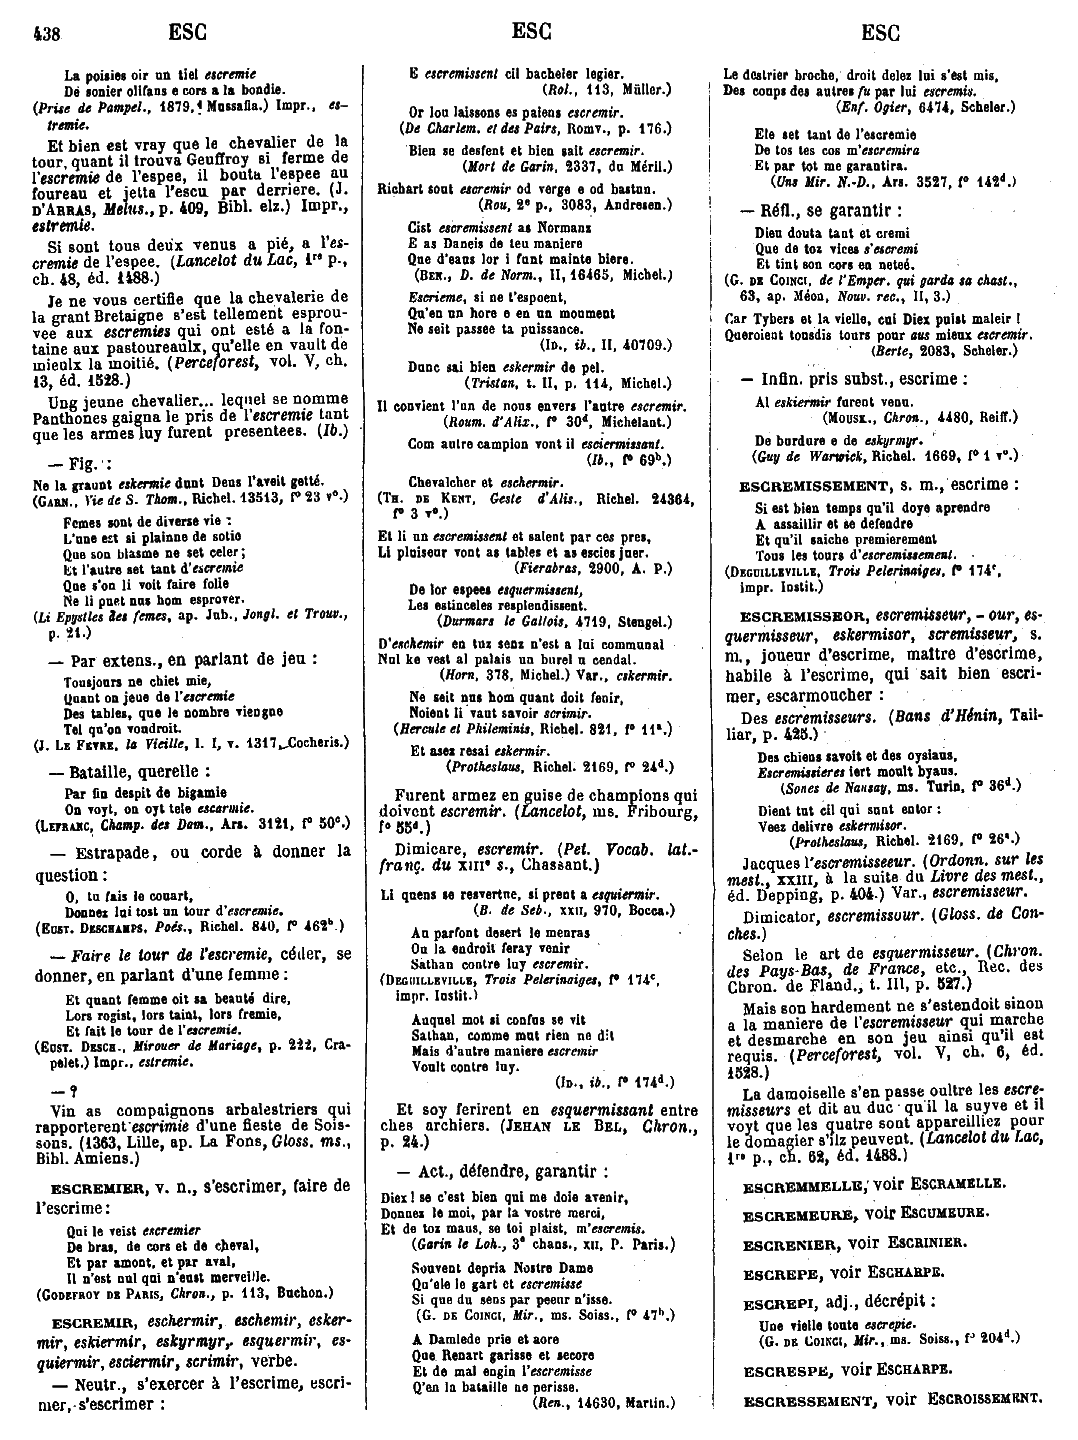 438 ESC ESC ESC
La poisies oir un tiel escremie
De sonier olifans e cors a la bondie.
(Prise de Pampel., 1879, Mussafia.) Impr., es-
tremie.
Et bien est vray que le chevalier de la
tour, quant il trouva Geuffroy si ferme de
l'escremie de l'espee, il bouta l'espee au
foureau et jetta l'escu par derriere. (J.
D'ARRAS, Melus., p. 409, Bibl. elz.) Impr.,
estremie.
Si sont tous deux venus a pié, a l'es-
cremie de l'espee. (Lancelot du Lac, 1re p.,
ch. 48, éd. 1488.)
Je ne vous certifie que la chevalerie de
la grant Bretaigne s'est tellement esprou-
vee aux escremies qui ont esté a la fon-
taine aux pastoureaulx, qu'elle en vault de
mieulx la moitié. (Perceforest, vol. V, ch.
13, éd. 1528.)
Ung jeune chevalier... lequel se nomme
Panthones gaigna le pris de l'escremie tant
que les armes luy furent presentees. (Ib.)
— Fig. :
Ne la graunt eskermie dunt Deus l'aveit getté.
(GARN., Vie de S. Thom., Richel. 13513, f° 23 v°.)
Femes sont de diverse vie :
L'une est si plainne de sotie
Que son blasme ne set celer ;
Et l'autre set tant d'escremie
Que s'on li voit faire folie
Ne li puet nus hom esprover.
(Li Epystles des femes, ap. Jub., Jongl. et Trouv.,
p. 21.)
— Par extens., en parlant de jeu :
Tousjours ne chiet mie,
Quant on joue de l'escremie
Des tables, que le nombre viengne
Tel qu'on voudroit.
(J. LE FEVRE, la Vieille, l. I, v. 1317, Cocheris.)
— Bataille, querelle :
Par fin despit de bigamie
On voyt, on oyt tele escarmie.
(LEFRANC, Champ. des Dam., Ars. 3121, f° 50c.)
— Estrapade, ou corde à donner la
question :
O, tu fais le couart,
Donnez lui tost un tour d'escremie.
(EUST. DESCHAMPS, Poés., Richel. 840, f° 462b.)
— Faire le tour de l'escremie, céder, se
donner, en parlant d'une femme :
Et quant femme oit sa beauté dire,
Lors rogist, lors taint, lors fremie,
Et fait le tour de l'escremie.
(EUST. DESCH., Mirouer de Mariage, p. 222, Cra-
pelet.) Impr., estremie.
— ?
Vin as compaignons arbalestriers qui
rapporterent escrimie d'une fieste de Sois-
sons. (1363, Lille, ap. La Fons, Gloss. ms.,
Bibl. Amiens.)
ESCREMIER, v. n., s'escrimer, faire de
l'escrime :
Qui le veist escremier
De bras, de cors et de cheval,
Et par amont, et par aval,
Il n'est nul qui n'eust merveille.
(GODEFROY DE PARIS, Chron., p. 113, Buchon.)
ESCREMIR, eschermir, eschemir, esker-
mir, eskiermir, eskyrmyr, esquermir, es-
quiermir, esciermir, scrimir, verbe.
— Neutr., s'exercer à l'escrime, escri-
mer, s'escrimer :
E escremissent cil bacheler legier.
(Rol., 113, Müller.)
Or lou laissons es paiens escremir.
(De Charlem. et des Pairs, Romv., p. 176.)
Bien se desfent et bien sait escremir.
(Mort de Garin, 2337, du Méril.)
Richart sout escremir od verge e od bastun.
(Rou, 2e p., 3083, Andresen.)
Cist escremissent as Normans
E as Daneis de teu maniere
Que d'eaus lor i funt mainte biere.
(BEN., D. de Norm., II, 16465, Michel.)
Escrieme, si ne t'espoent,
Qu'en un hore e en un moument
Ne seit passee ta puissance.
(ID., ib., II, 40709.)
Dunc sai bien eskermir de pel.
(Tristan, t. II, p. 114, Michel.)
Il convient l'un de nous envers l'autre escremir.
(Roum. d'Alix., f° 30d, Michelant.)
Com autre campion vont il esciermissant.
(Ib., f° 69b.)
Chevalcher et eschermir.
(TH. DE KENT, Geste d'Alis., Richel. 24364,
f° 3 v°.)
Et li un escremissent et salent par ces pres,
Li pluiseur vont as tables et as escies juer.
(Fierabras, 2900, A. P.)
De lor espees esquermissent,
Les estinceles resplendissent.
(Durmars le Gallois, 4719, Stengel.)
D'eschemir en tuz sens n'est a lui communal
Nul ke vest al palais un burel u cendal.
(Horn, 378, Michel.) Var., eskermir.
Ne seit nus hom quant doit fenir,
Noient li vaut savoir scrimir.
(Hercule et Phileminis, Richel. 821, f° 11a.)
Et asez resai eskermir.
(Protheslaus, Richel. 2169, f° 24d.)
Furent armez en guise de champions qui
doivent escremir. (Lancelot, ms. Fribourg,
f° 55d.)
Dimicare, escremir. (Pet. Vocab. lat.-
franç. du XIIIe s., Chassant.)
Li quens se resvertue, si prent a esquiermir.
(B. de Seb., XXII, 970, Bocca.)
Au parfont desert le menras
Ou la endroit feray venir
Sathan contre luy escremir.
(DEGUILLEVILLE, Trois Pelerinaiges, f° 174c,
impr. Instit.)
Auquel mot si confus se vit
Sathan, comme mut rien ne dit
Mais d'autre maniere escremir
Voult contre luy.
(ID., ib., f° 174d.)
Et soy ferirent en esquermissant entre
ches archiers. (JEHAN LE BEL, Chron.,
p. 24.)
— Act., défendre, garantir :
Diex ! se c'est bien qui me doie avenir,
Donnez le moi, par la vostre merci,
Et de toz maus, se toi plaist, m'escremis.
(Garin le Loh., 3e chans., XII, P. Paris.)
Souvent depria Nostre Dame
Qu'ele le gart et escremisse
Si que du sens par peeur n'isse.
(G. DE COINCI, Mir., ms. Soiss., f° 47b.)
A Damlede prie et aore
Que Renart garisse et secore
Et de mal engin l'escremisse
Q'en la bataille ne perisse.
(Ren., 14630, Martin.)
Le destrier broche, droit delez lui s'est mis,
Des coups des autres fu par lui escremis.
(Enf. Ogier, 6474, Scheler.)
Ele set tant de l'escremie
De tos tes cos m'escremira
Et par tot me garantira.
(Uns Mir. N.-D., Ars. 3527, f° 142d.)
— Réfl., se garantir :
Dieu douta tant et cremi
Que de toz vices s'escremi
Et tint son cors en neteé.
(G. DE COINCI, de l'Emper. qui garda sa chast.,
63, ap. Méon, Nouv. rec., II, 3.)
Car Tybers et la vielle, cui Diex puist maleir !
Queroient tousdis tours pour aus mieux escremir.
(Berte, 2083, Scheler.)
— Infin. pris subst., escrime :
Al eskiermir furent venu.
(MOUSK., Chron., 4480, Reiff.)
De burdure e de eskyrmyr.
(Guy de Warwick, Richel. 1669, f° 1 v°.)
ESCREMISSEMENT, s. m., escrime :
Si est bien temps qu'il doye aprendre
A assaillir et se defendre
Et qu'il saiche premierement
Tous les tours d'escremissement.
(DEGUILLEVILLE, Trois Pelerinaiges, f° 174c,
impr. Instit.)
ESCREMISSEOR, escremisseur, - our, es-
quermisseur, eskermisor, scremisseur, s.
m., joueur d'escrime, maître d'escrime,
habile à l'escrime, qui sait bien escri-
mer, escarmoucher :
Des escremisseurs. (Bans d'Hénin, Tail-
liar, p. 425.)
Des chiens savoit et des oysiaus,
Escremissieres iert moult byaus.
(Sones de Nansay, ms. Turin, f° 36d.)
Dient tut cil qui sunt entor :
Veez delivre eskermisor.
(Protheslaus, Richel. 2169, f° 26a.)
Jacques l'escremisseeur. (Ordonn. sur les
mest., XXIII, à la suite du Livre des mest.,
éd. Depping, p. 404.) Var., escremisseur.
Dimicator, escremissour. (Gloss. de Con-
ches.)
Selon le art de esquermisseur. (Chron.
des Pays-Bas, de France, etc., Rec. des
Chron. de Fland., t. III, p. 527.)
Mais son hardement ne s'estendoit sinon
a la maniere de l'escremisseur qui marche
et desmarche en son jeu ainsi qu'il est
requis. (Perceforest, vol. V, ch. 6, éd.
1528.)
La damoiselle s'en passe oultre les escre-
misseurs et dit au duc qu'il la suyve et il
voyt que les quatre sont appareilliez pour
le domagier s'ilz peuvent. (Lancelot du Lac,
1re p., ch. 62, éd. 1488.)
ESCREMMELLE, voir ESCRAMELLE.
ESCREMEURE, voir ESCUMEURE.
ESCRENIER, voir ESCRINIER.
ESCREPE, voir ESCHARPE.
ESCREPI, adj., décrépit :
Une vielle toute escrepie.
(G. DE COINCI, Mir., ms. Soiss., f° 204d.)
ESCRESPE, voir ESCHARPE.
ESCRESSEMENT, voir ESCROISSEMENT.